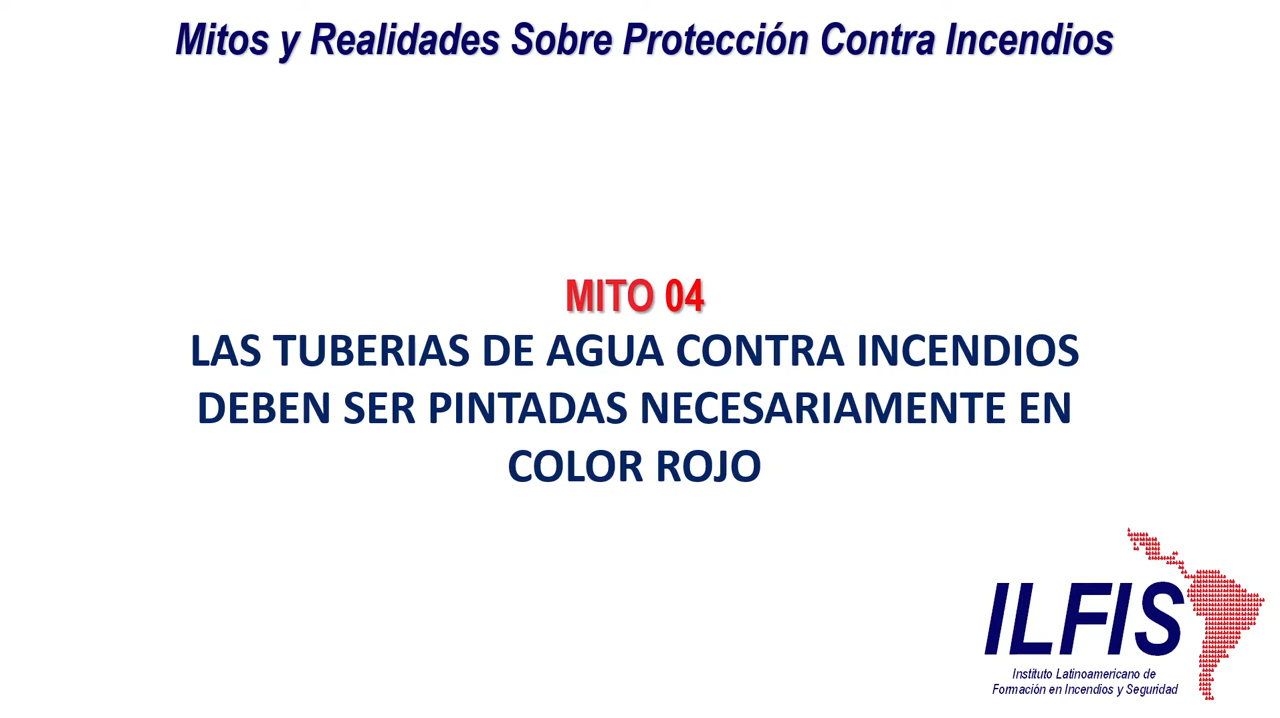 Mitos y Realidades Sobre Protección Contra Incendios
MITO 04
LAS TUBERIAS DE AGUA CONTRA INCENDIOS
DEBEN SER PINTADAS NECESARIAMENTE EN
COLOR ROJO
ILFIS
Instituto Latinoamericano de
Formación en Incendios y Seguridad